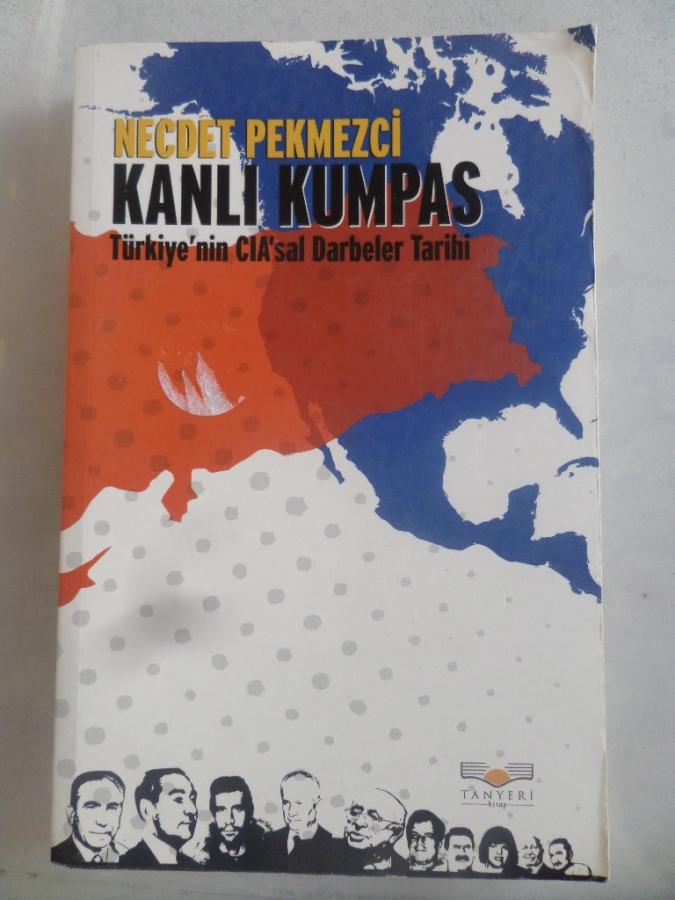 NECDET PEKMEZCİ
KANLI KUMPAS
Türkiye'nin CIA'sal Darbeler Tarihi
TANYERİ
kitap